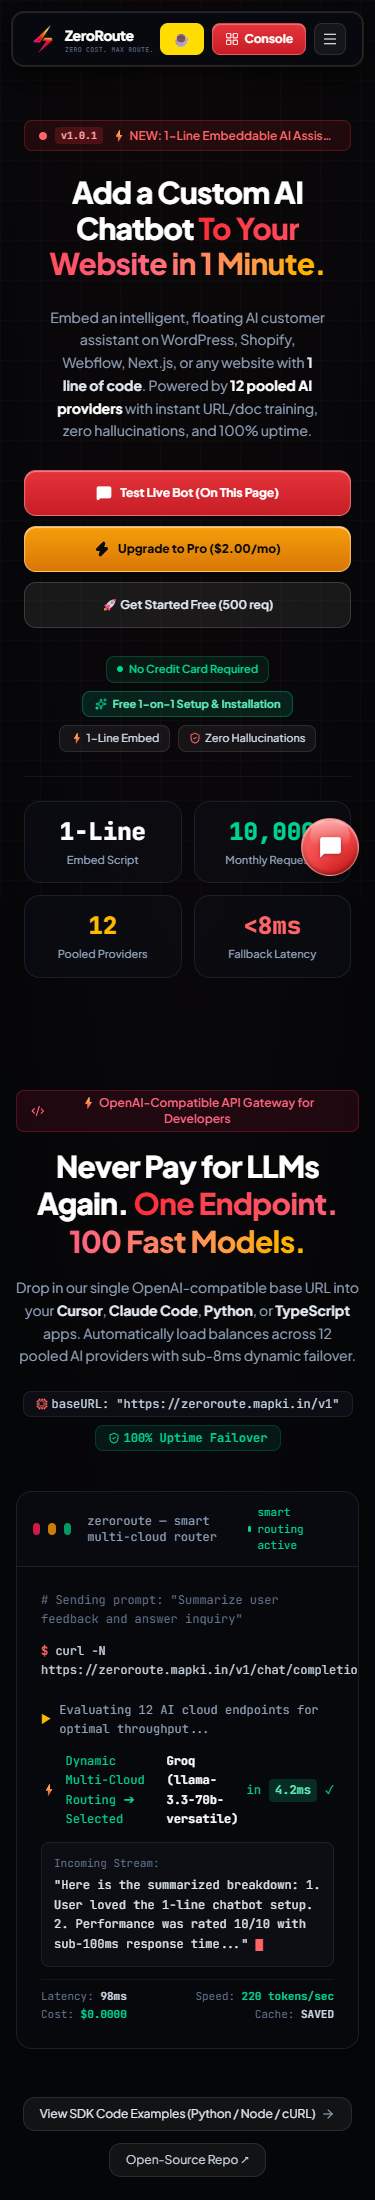 ZeroRoute
ZERO COST. MAX ROUTE.
Console
v1.0.1
NEW: 1-Line Embeddable AI Assis...
Add a Custom AI
Chatbot To Your
Website in 1 Minute.
Embed an intelligent, floating AI customer
assistant on WordPress, Shopify,
Webflow, Next.js, or any website with 1
line of code. Powered by 12 pooled AI
providers with instant URL/doc training,
zero hallucinations, and 100% uptime.
Test Live Bot (On This Page)
Upgrade to Pro ($2.00/mo)
🚀 Get Started Free (500 req)
No Credit Card Required
Free 1-on-1 Setup & Installation
1-Line Embed
Zero Hallucinations
1-Line
Embed Script
10,000
Monthly Reque
12
Pooled Providers
<8ms
Fallback Latency
⚡ OpenAI-Compatible API Gateway for
Developers
Never Pay for LLMs
Again. One Endpoint.
100 Fast Models.
Drop in our single OpenAI-compatible base URL into
your Cursor, Claude Code, Python, or TypeScript
apps. Automatically load balances across 12
pooled AI providers with sub-8ms dynamic failover.
baseURL: "https://zeroroute.mapki.in/v1"
100% Uptime Failover
zeroroute — smart
multi-cloud router
smart
routing
active
# Sending prompt: "Summarize user
feedback and answer inquiry"
$ curl -N
https://zeroroute.mapki.in/v1/chat/completio
▶ Evaluating 12 AI cloud endpoints for
optimal throughput...
⚡ Dynamic
Multi-Cloud
Routing ➔
Selected
Groq
(llama-
3.3-70b-
versatile)
in 4.2ms ✓
Incoming Stream:
"Here is the summarized breakdown: 1.
User loved the 1-line chatbot setup.
2. Performance was rated 10/10 with
sub-100ms response time..."
Latency: 98ms
Speed: 220 tokens/sec
Cost: $0.0000
Cache: SAVED
View SDK Code Examples (Python / Node / cURL) →
Open-Source Repo ↗